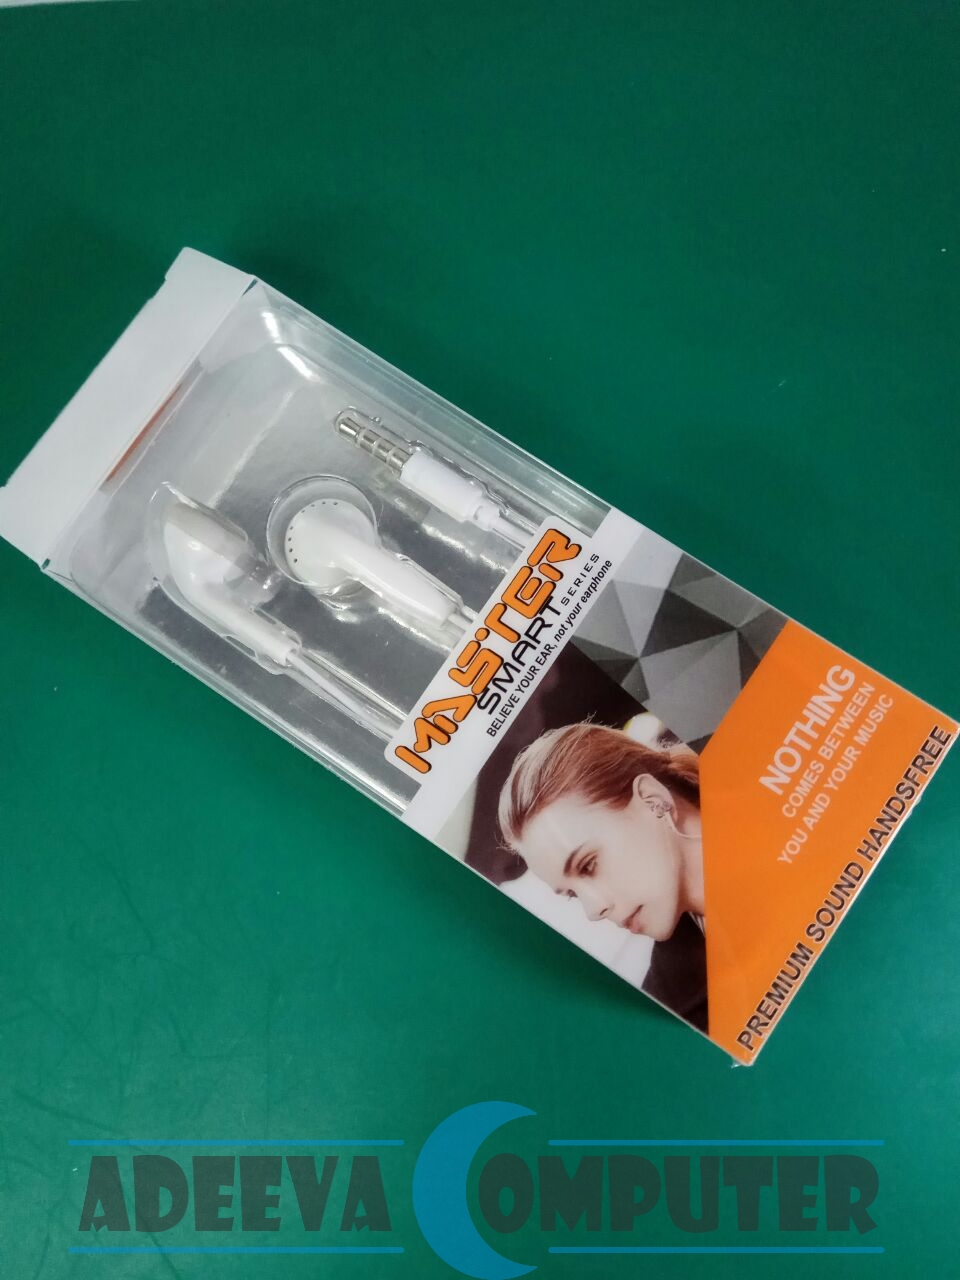 MASTER
SMART SERIES
BELIEVE YOUR EAR, not your earphone
NOTHING
COMES BETWEEN
YOU AND YOUR MUSIC
PREMIUM SOUND HANDSFREE
ADEEVA COMPUTER